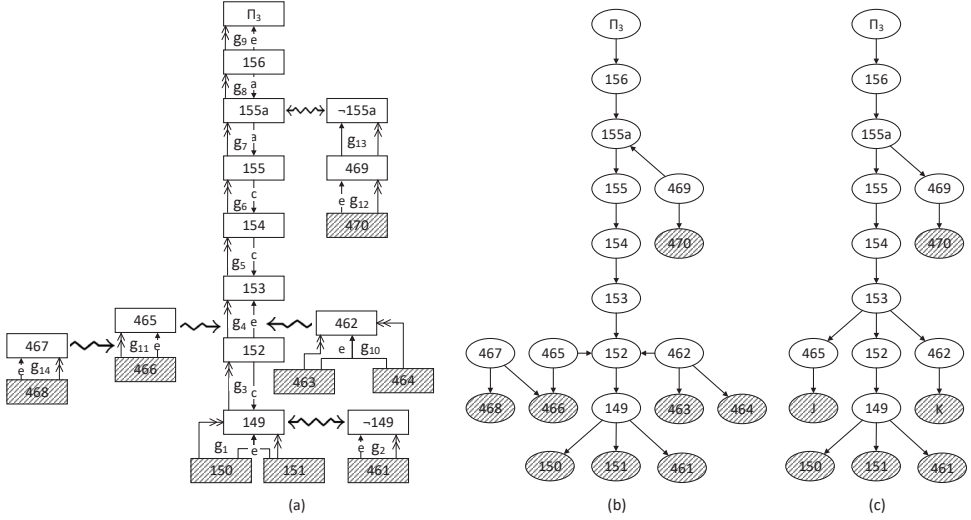 Π₃
g₉ e
156
g₈ a
155a
¬155a
g₇ a
g₁₃
155
469
g₆ c
e g₁₂
154
470
g₅ c
153
465
462
467
g₄ e
g₁₁ e
e g₁₀
e g₁₄
152
466
463
464
468
g₃ c
149
¬149
g₁ e
e g₂
150
151
461
(a)
Π₃
156
155a
155
469
154
470
153
467
465
152
462
468
466
149
463
464
150
151
461
(b)
Π₃
156
155a
155
469
154
470
153
465
152
462
J
149
K
150
151
461
(c)